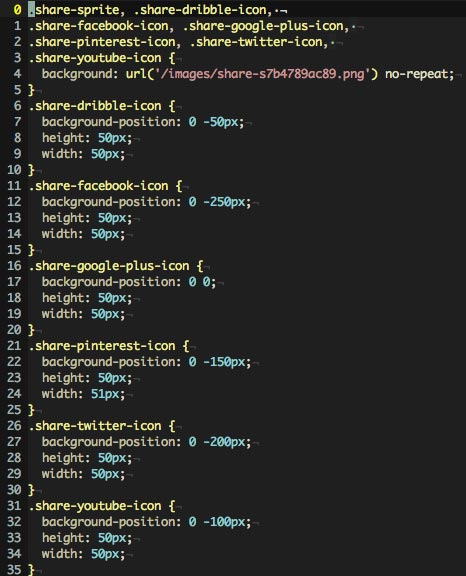 0 .share-sprite, .share-dribble-icon,
1 .share-facebook-icon, .share-google-plus-icon,
2 .share-pinterest-icon, .share-twitter-icon,
3 .share-youtube-icon {
4   background: url('/images/share-s7b4789ac89.png') no-repeat;
5 }
6 .share-dribble-icon {
7   background-position: 0 -50px;
8   height: 50px;
9   width: 50px;
10 }
11 .share-facebook-icon {
12   background-position: 0 -250px;
13   height: 50px;
14   width: 50px;
15 }
16 .share-google-plus-icon {
17   background-position: 0 0;
18   height: 50px;
19   width: 50px;
20 }
21 .share-pinterest-icon {
22   background-position: 0 -150px;
23   height: 50px;
24   width: 51px;
25 }
26 .share-twitter-icon {
27   background-position: 0 -200px;
28   height: 50px;
29   width: 50px;
30 }
31 .share-youtube-icon {
32   background-position: 0 -100px;
33   height: 50px;
34   width: 50px;
35 }